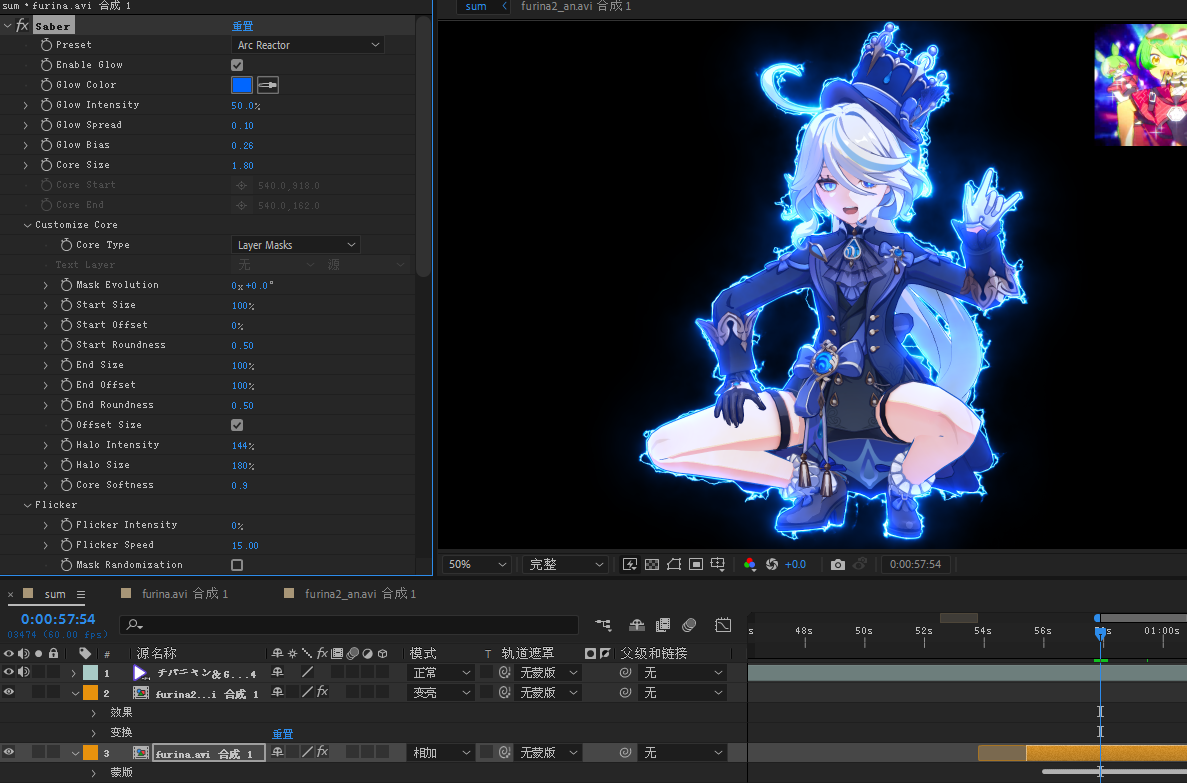 sum • furina.avi 合成 1
fx Saber 重置
Preset Arc Reactor
Enable Glow
Glow Color
Glow Intensity 50.0%
Glow Spread 0.10
Glow Bias 0.26
Core Size 1.80
Core Start 540.0,918.0
Core End 540.0,162.0
Customize Core
Core Type Layer Masks
Text Layer 无 源
Mask Evolution 0x+0.0°
Start Size 100%
Start Offset 0%
Start Roundness 0.50
End Size 100%
End Offset 100%
End Roundness 0.50
Offset Size
Halo Intensity 144%
Halo Size 180%
Core Softness 0.9
Flicker
Flicker Intensity 0%
Flicker Speed 15.00
Mask Randomization
sum furina2_an.avi 合成 1
50% 完整 +0.0 0:00:57:54
sum furina.avi 合成 1 furina2_an.avi 合成 1
0:00:57:54
03474 (60.00 fps)
s 48s 50s 52s 54s 56s 58s 01:00s
# 源名称 fx 模式 T 轨道遮罩 父级和链接
1 チバニャン&G...4 正常 无蒙版 无
2 furina2...i 合成 1 fx 变亮 无蒙版 无
效果
变换 重置
3 furina.avi 合成 1 fx 相加 无蒙版 无
蒙版